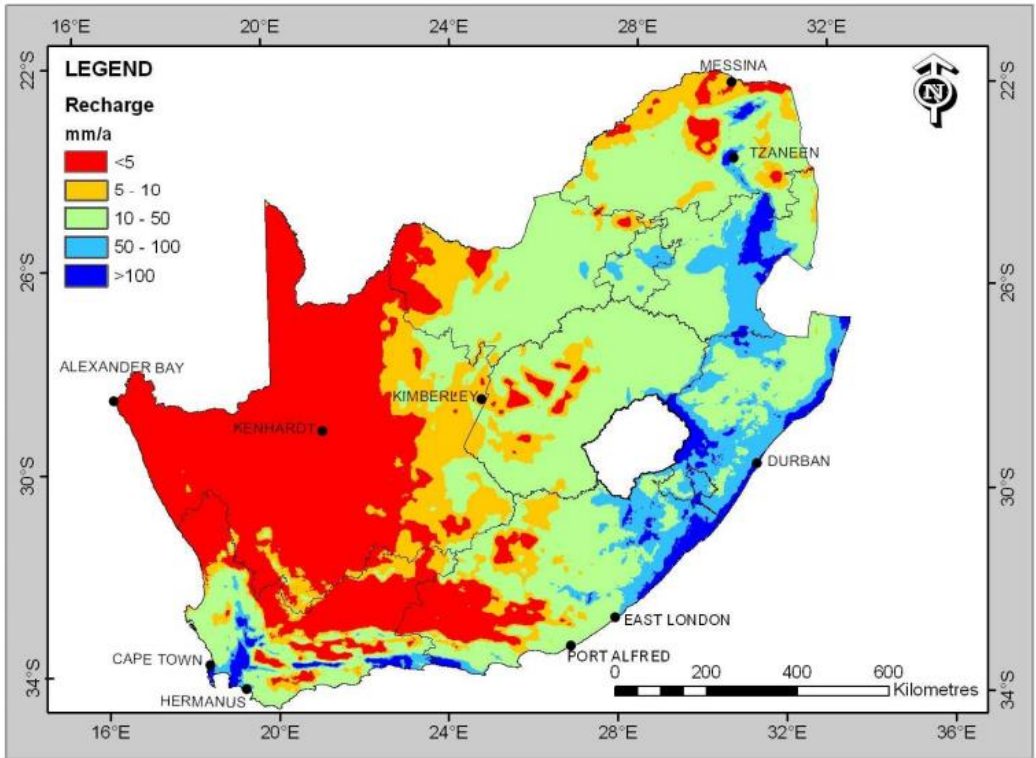 16°E 20°E 24°E 28°E 32°E
22°S
26°S
30°S
34°S
LEGEND
Recharge
mm/a
<5
5 - 10
10 - 50
50 - 100
>100
N
MESSINA
22°S
TZANEEN
26°S
ALEXANDER BAY
KIMBERLEY
KENHARDT
DURBAN
30°S
EAST LONDON
CAPE TOWN
PORT ALFRED
HERMANUS
0 200 400 600
Kilometres
34°S
16°E 20°E 24°E 28°E 32°E 36°E